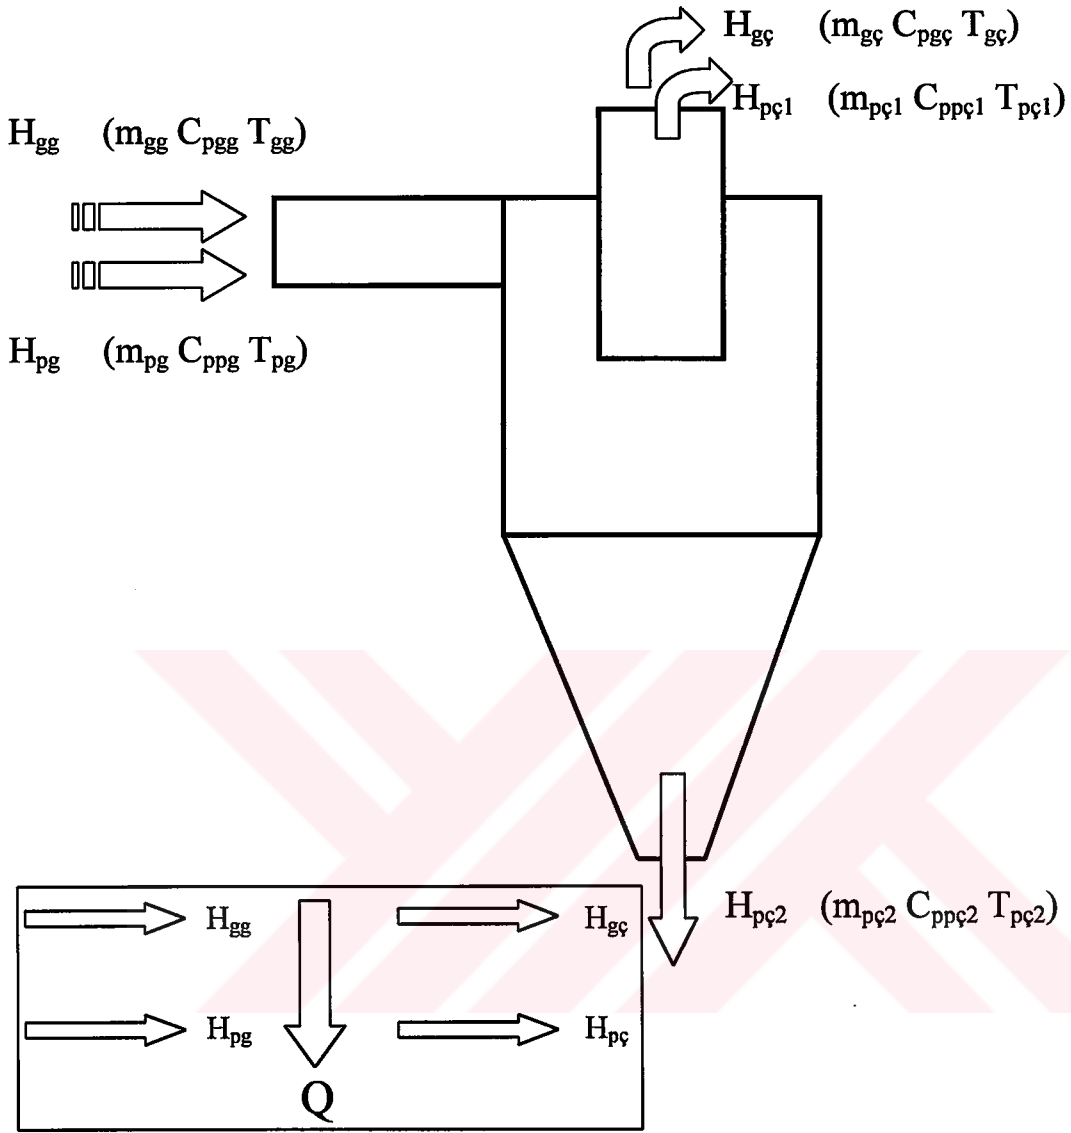 H_gç (m_gç C_pgç T_gç)
H_pç1 (m_pç1 C_ppç1 T_pç1)
H_gg (m_gg C_pgg T_gg)
H_pg (m_pg C_ppg T_pg)
H_pç2 (m_pç2 C_ppç2 T_pç2)
H_gg H_gç
H_pg H_pç
Q